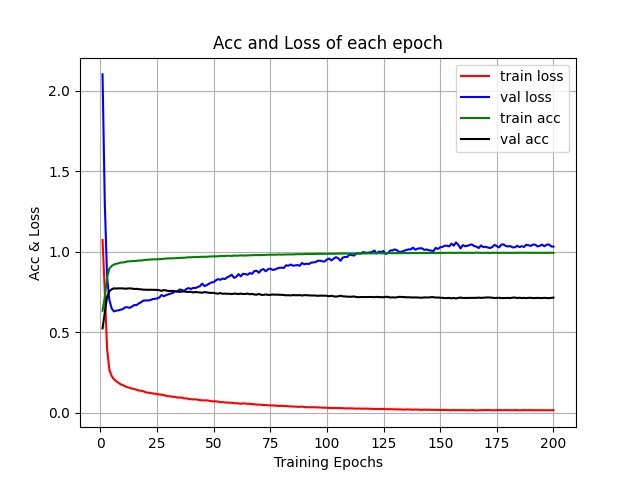 Acc and Loss of each epoch
train loss
val loss
train acc
val acc
2.0
1.5
1.0
0.5
0.0
Acc & Loss
0 25 50 75 100 125 150 175 200
Training Epochs